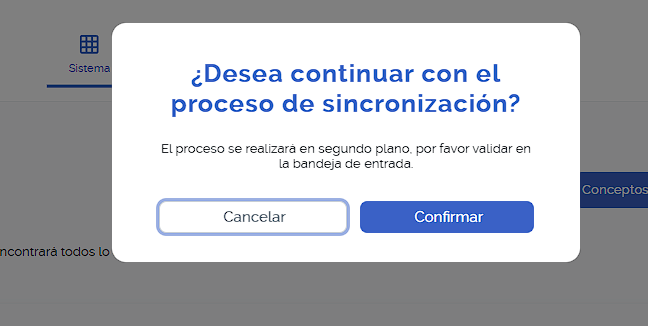 Sistema
¿Desea continuar con el
proceso de sincronización?
El proceso se realizará en segundo plano, por favor validar en
la bandeja de entrada.
Conceptos
Cancelar
Confirmar
ncontrará todos lo